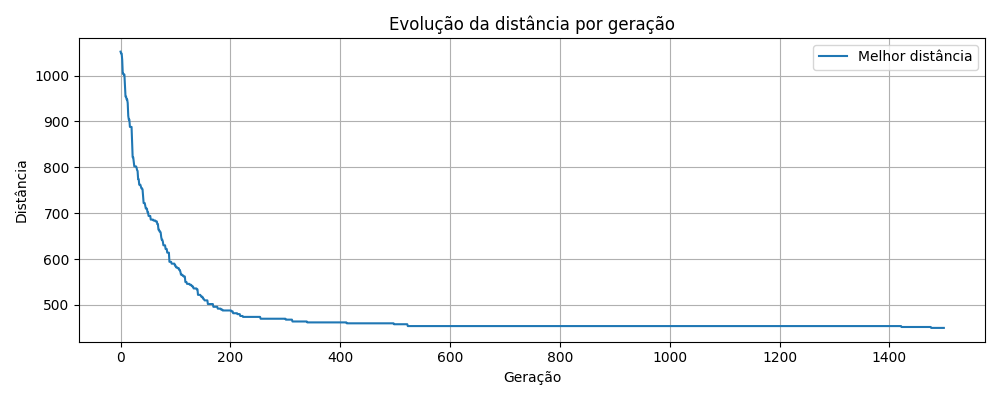 Evolução da distância por geração
Melhor distância
Distância
1000
900
800
700
600
500
0 200 400 600 800 1000 1200 1400
Geração